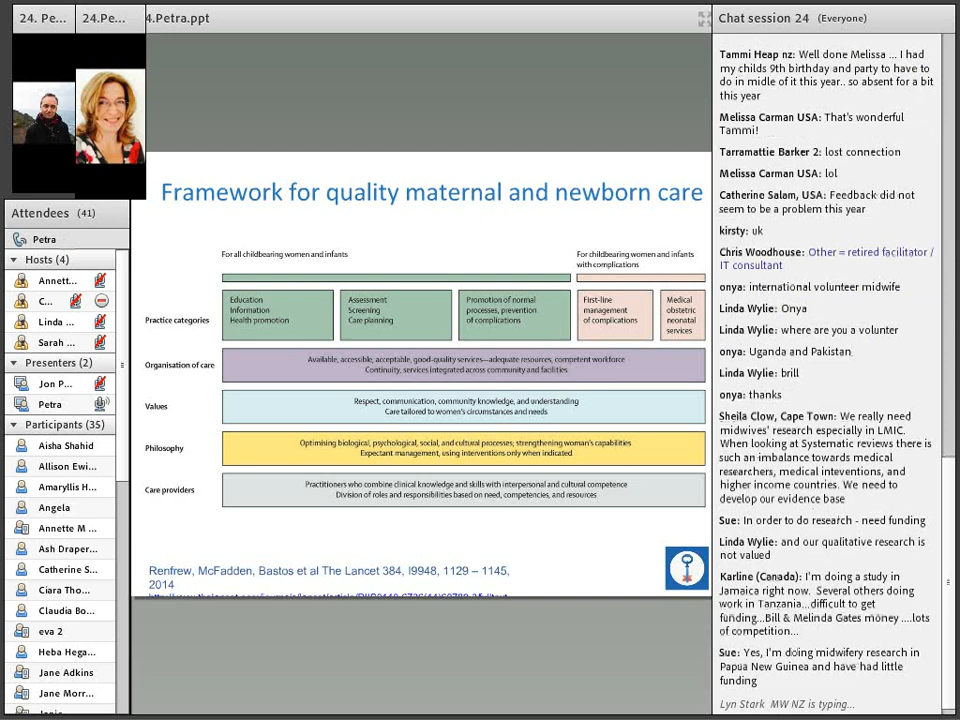 24. Pe...
24.Pe...
4.Petra.ppt
Chat session 24 (Everyone)
Attendees (41)
Petra
Hosts (4)
Annett...
C...
Linda ...
Sarah ...
Presenters (2)
Jon P...
Petra
Participants (35)
Aisha Shahid
Allison Ewi...
Amaryllis H...
Angela
Annette M ...
Ash Draper...
Catherine S...
Ciara Tho...
Claudia Bo...
eva 2
Heba Hega...
Jane Adkins
Jane Morr...
Framework for quality maternal and newborn care
For all childbearing women and infants
For childbearing women and infants
with complications
Practice categories
Education
Information
Health promotion
Assessment
Screening
Care planning
Promotion of normal
processes, prevention
of complications
First-line
management
of complications
Medical
obstetric
neonatal
services
Organisation of care
Available, accessible, acceptable, good-quality services—adequate resources, competent workforce
Continuity, services integrated across community and facilities
Values
Respect, communication, community knowledge, and understanding
Care tailored to women's circumstances and needs
Philosophy
Optimising biological, psychological, social, and cultural processes; strengthening woman's capabilities
Expectant management, using interventions only when indicated
Care providers
Practitioners who combine clinical knowledge and skills with interpersonal and cultural competence
Division of roles and responsibilities based on need, competencies, and resources
Renfrew, McFadden, Bastos et al The Lancet 384, I9948, 1129 – 1145,
2014
Tammi Heap nz: Well done Melissa ... I had
my childs 9th birthday and party to have to
do in midle of it this year.. so absent for a bit
this year
Melissa Carman USA: That's wonderful
Tammi!
Tarramattie Barker 2: lost connection
Melissa Carman USA: lol
Catherine Salam, USA: Feedback did not
seem to be a problem this year
kirsty: uk
Chris Woodhouse: Other = retired facilitator /
IT consultant
onya: international volunteer midwife
Linda Wylie: Onya
Linda Wylie: where are you a volunter
onya: Uganda and Pakistan
Linda Wylie: brill
onya: thanks
Sheila Clow, Cape Town: We really need
midwives' research especially in LMIC.
When looking at Systematic reviews there is
such an imbalance towards medical
researchers, medical inteventions, and
higher income countries. We need to
develop our evidence base
Sue: In order to do research - need funding
Linda Wylie: and our qualitative research is
not valued
Karline (Canada): I'm doing a study in
Jamaica right now. Several others doing
work in Tanzania...difficult to get
funding...Bill & Melinda Gates money ....lots
of competition...
Sue: Yes, I'm doing midwifery research in
Papua New Guinea and have had little
funding
Lyn Stark MW NZ is typing...